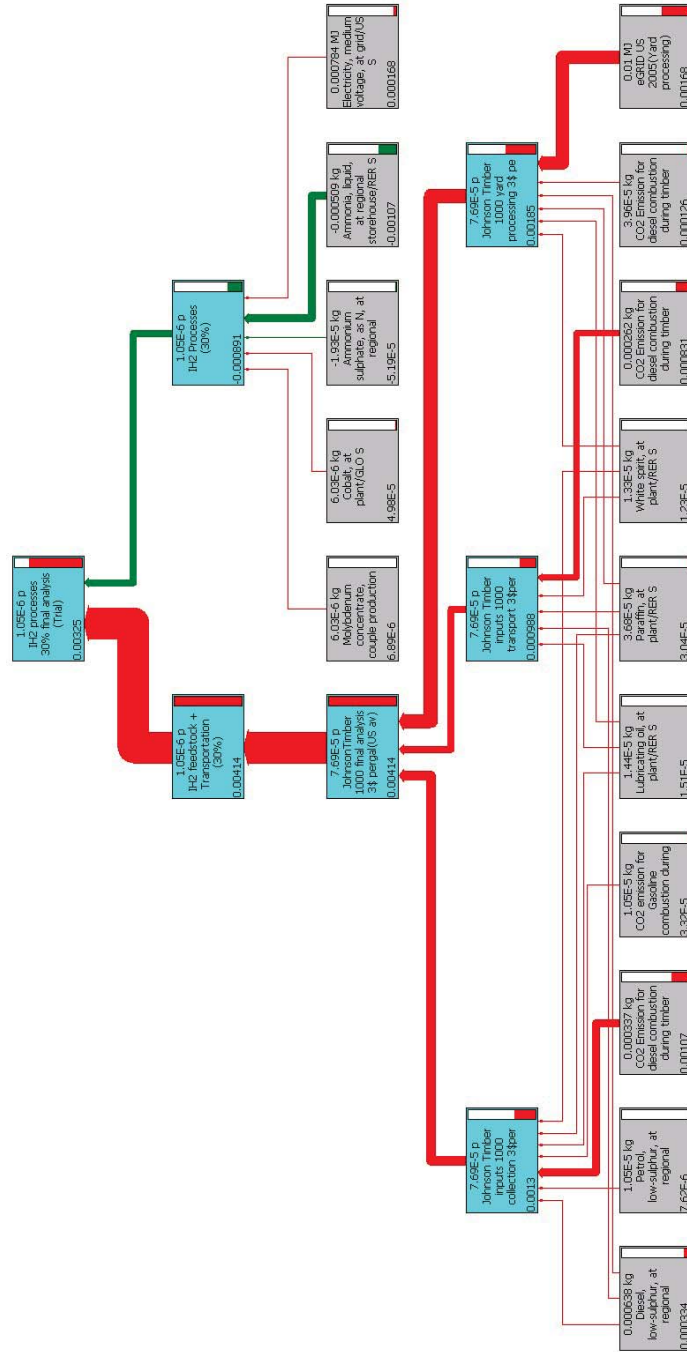 1.05E-6 p
IH2 processes
30% final analysis
(Trial)
0.00325
1.05E-6 p
IH2 feedstock +
Transportation
(30%)
0.00414
1.05E-6 p
IH2 Processes
(30%)
-0.000891
7.69E-5 p
JohnsonTimber
1000 final analysis
3$ pergal(US av)
0.00414
6.03E-6 kg
Molybdenum
concentrate,
couple production
6.89E-6
6.03E-6 kg
Cobalt, at
plant/GLO S
4.98E-5
-1.93E-5 kg
Ammonium
sulphate, as N, at
regional
-5.19E-5
-0.000509 kg
Ammonia, liquid,
at regional
storehouse/RER S
-0.00107
0.000784 MJ
Electricity, medium
voltage, at grid/US
S
0.000168
7.69E-5 p
Johnson Timber
inputs 1000
collection 3$per
0.0013
7.69E-5 p
Johnson Timber
inputs 1000
transport 3$per
0.000988
7.69E-5 p
Johnson Timber
1000 yard
processing 3$ pe
0.00185
0.000638 kg
Diesel,
low-sulphur, at
regional
0.000334
1.05E-5 kg
Petrol,
low-sulphur, at
regional
7.62E-6
0.000337 kg
CO2 Emission for
diesel combustion
during timber
0.00107
1.05E-5 kg
CO2 emission for
Gasoline
combustion during
3.32E-5
1.44E-5 kg
Lubricating oil, at
plant/RER S
1.51E-5
3.68E-5 kg
Paraffin, at
plant/RER S
3.04E-5
1.33E-5 kg
White spirit, at
plant/RER S
1.23E-5
0.000262 kg
CO2 Emission for
diesel combustion
during timber
0.000831
3.96E-5 kg
CO2 Emission for
diesel combustion
during timber
0.000126
0.01 MJ
eGRID US
2005(Yard
processing)
0.00168